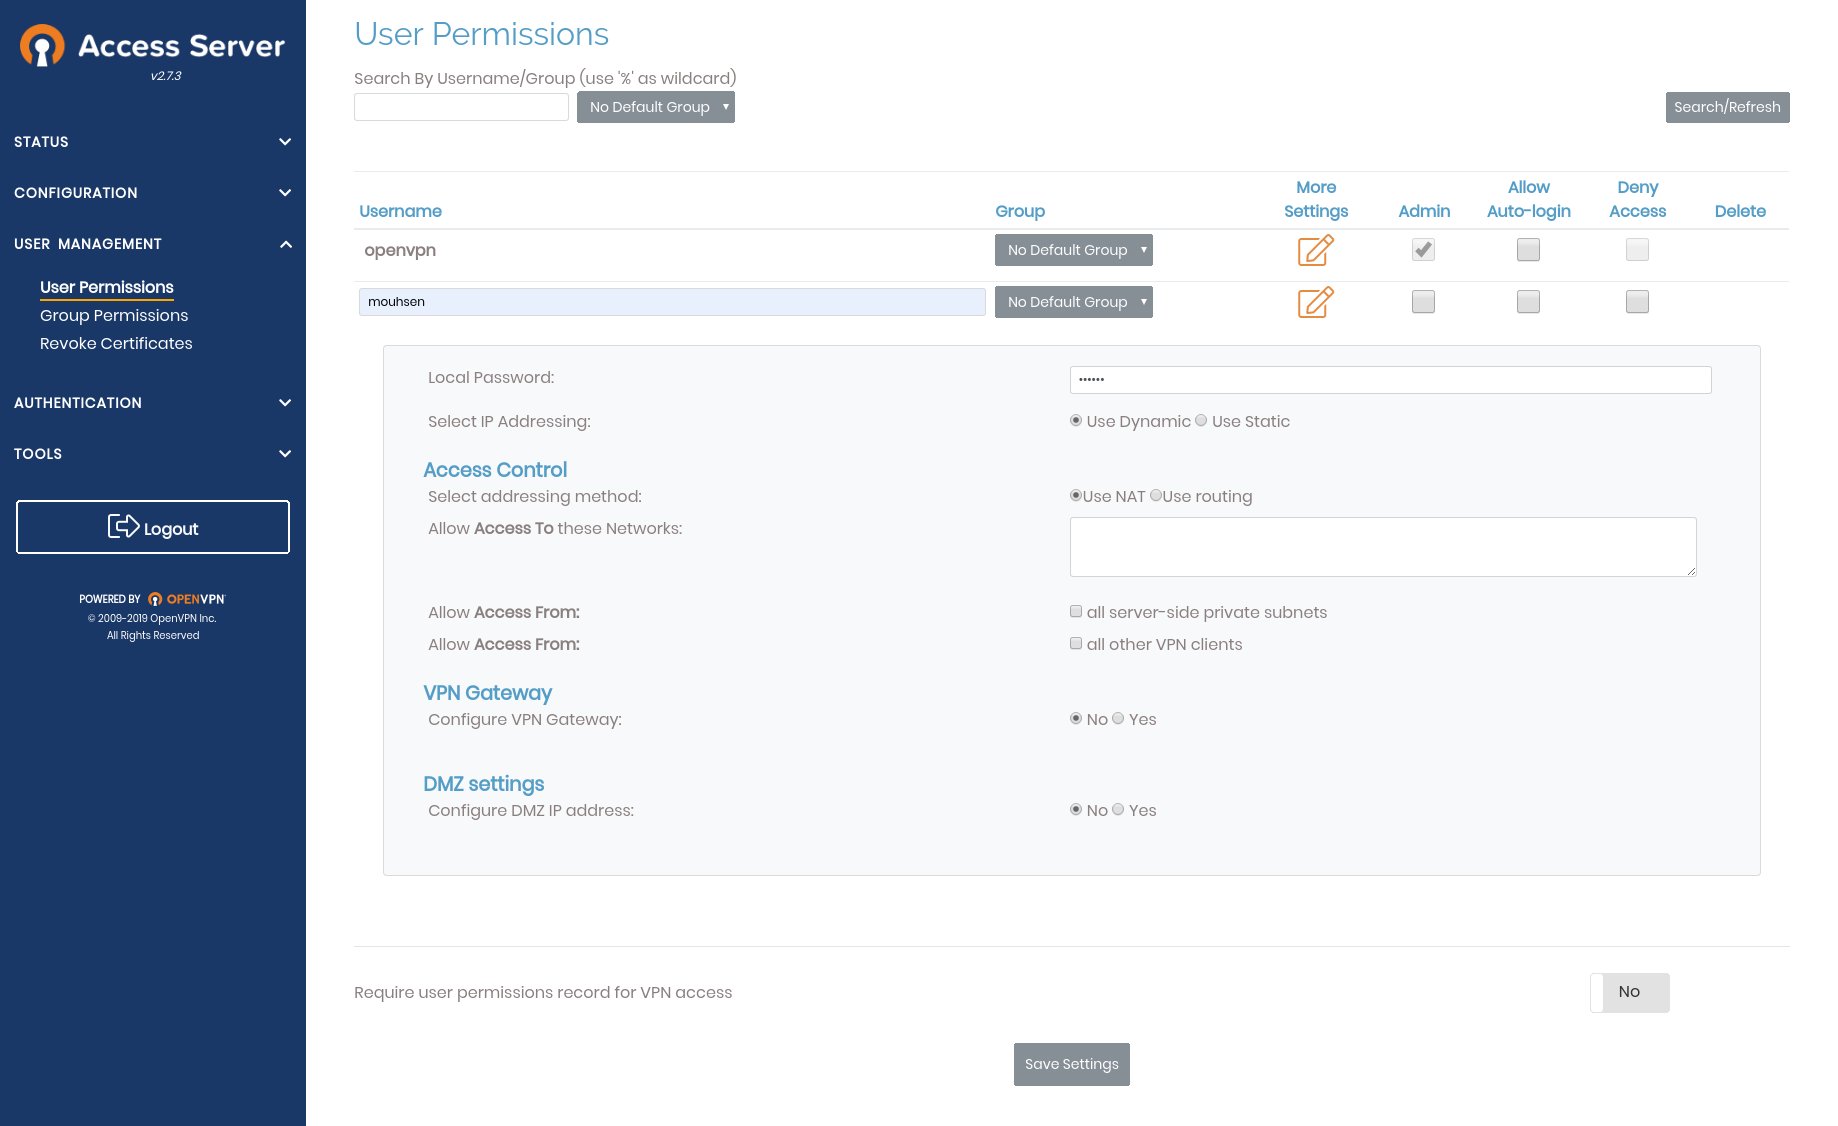 Access Server
v2.7.3
STATUS
CONFIGURATION
USER MANAGEMENT
User Permissions
Group Permissions
Revoke Certificates
AUTHENTICATION
TOOLS
Logout
POWERED BY OPENVPN
© 2009-2019 OpenVPN Inc.
All Rights Reserved
User Permissions
Search By Username/Group (use '%' as wildcard)
No Default Group Search/Refresh
Username Group More Settings Admin Allow Auto-login Deny Access Delete
openvpn No Default Group
mouhsen No Default Group
Local Password: ••••••
Select IP Addressing: Use Dynamic Use Static
Access Control
Select addressing method: Use NAT Use routing
Allow Access To these Networks:
Allow Access From: all server-side private subnets
Allow Access From: all other VPN clients
VPN Gateway
Configure VPN Gateway: No Yes
DMZ settings
Configure DMZ IP address: No Yes
Require user permissions record for VPN access No
Save Settings